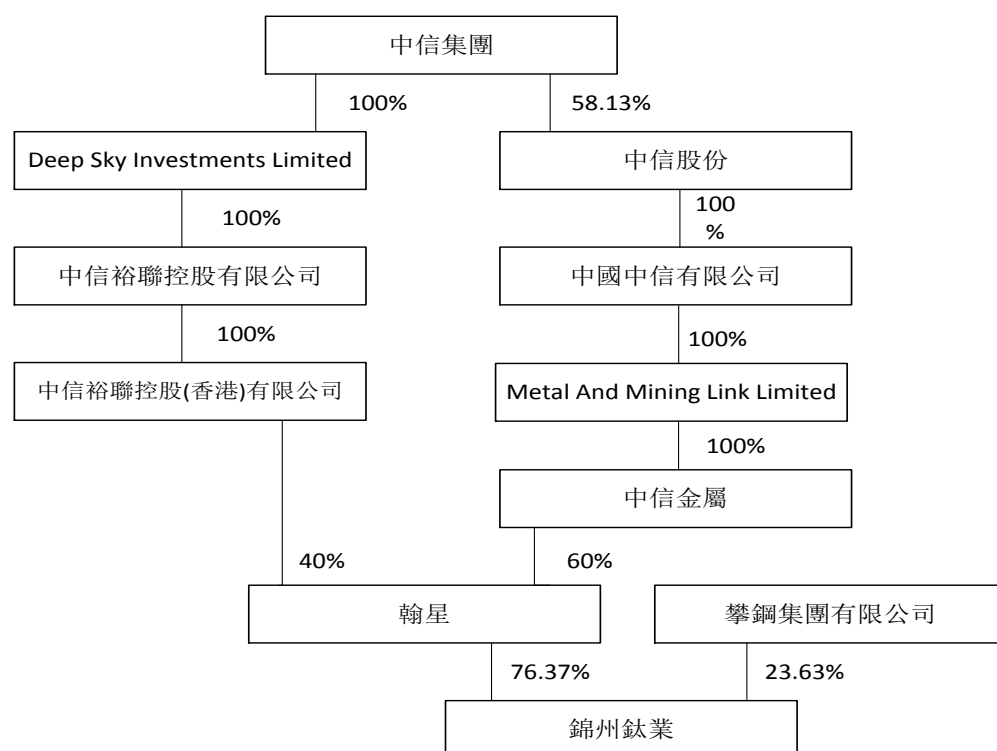 中信集團
100%
58.13%
Deep Sky Investments Limited
中信股份
100%
100
%
中信裕聯控股有限公司
中國中信有限公司
100%
100%
中信裕聯控股(香港)有限公司
Metal And Mining Link Limited
100%
中信金屬
40%
60%
翰星
攀鋼集團有限公司
76.37%
23.63%
錦州鈦業